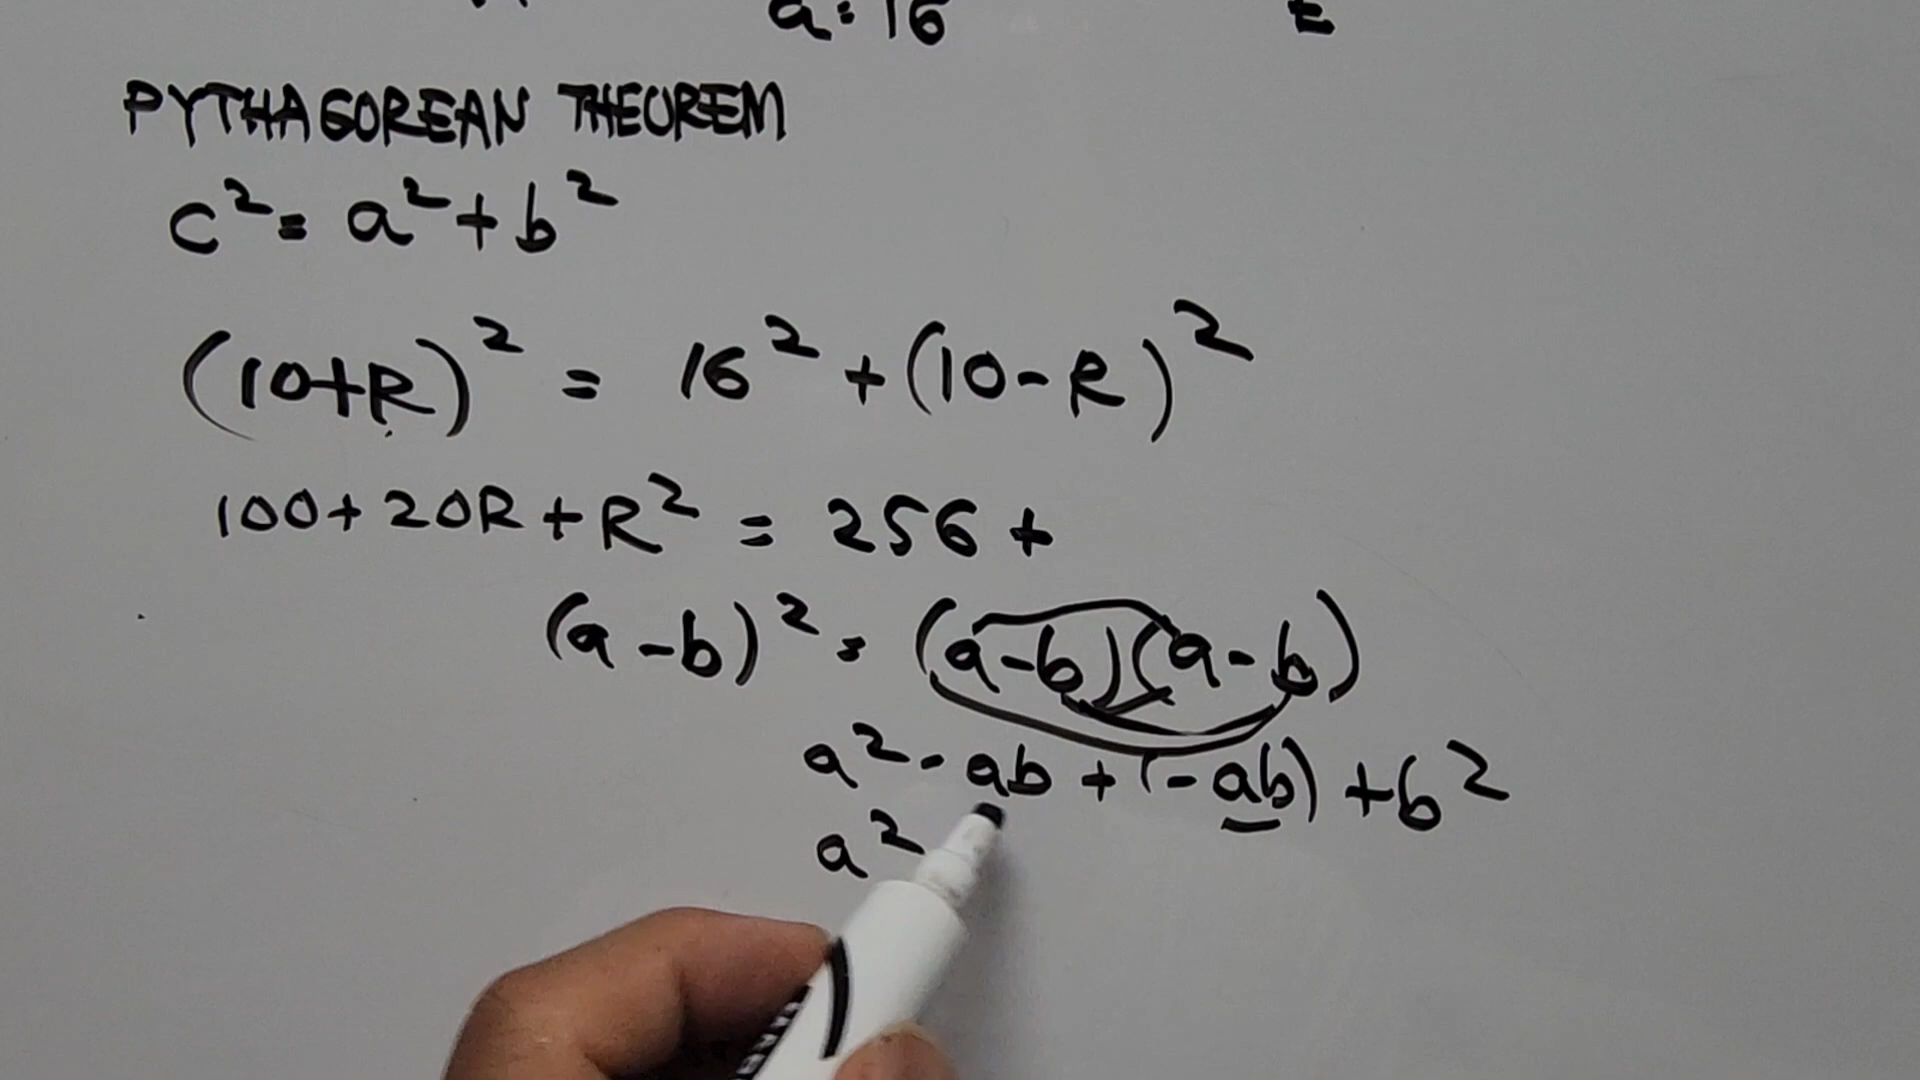 a = 16
PYTHAGOREAN THEOREM
c² = a² + b²
(10+R)² = 16² + (10-R)²
100 + 20R + R² = 256 +
(a-b)² = (a-b)(a-b)
a² - ab + (-ab) + b²
a²